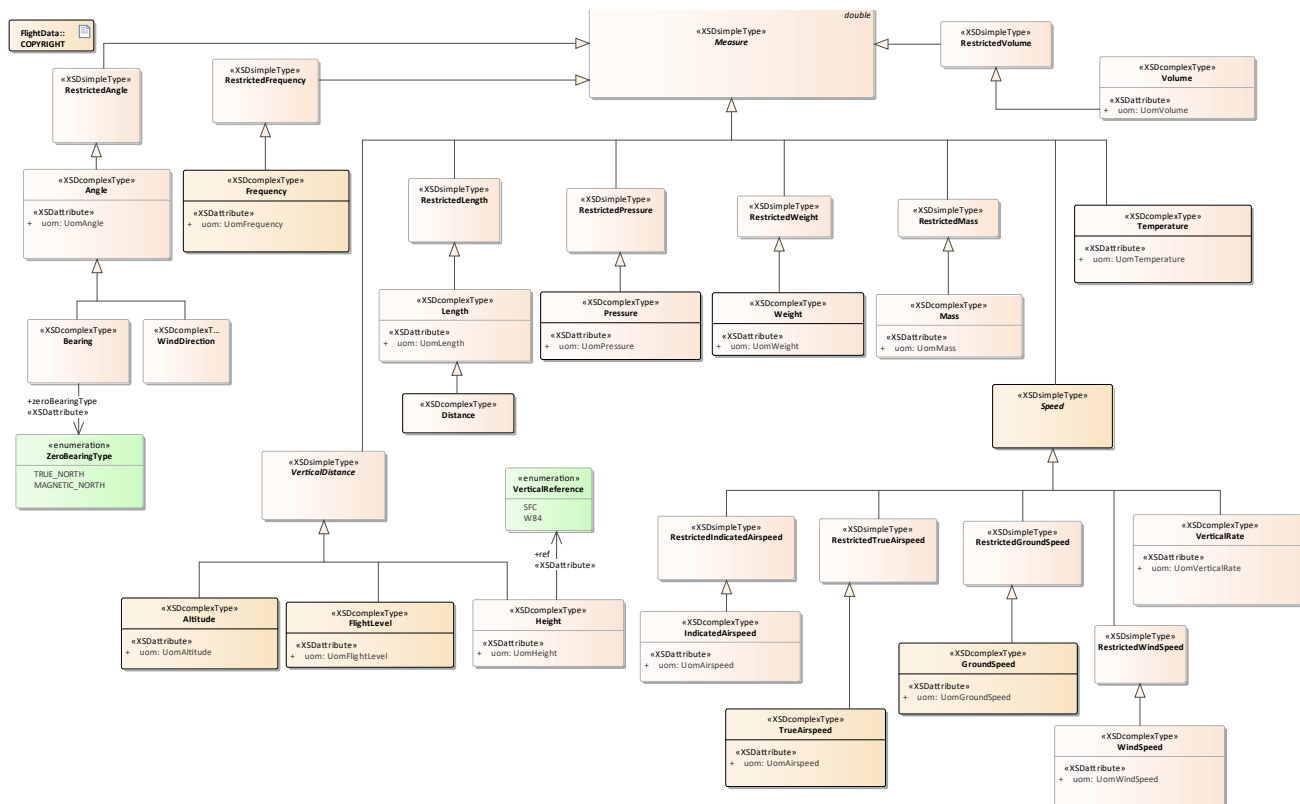 FlightData::
COPYRIGHT
double
«XSDsimpleType»
Measure
«XSDsimpleType»
RestrictedVolume
«XSDcomplexType»
Volume
«XSDattribute»
+ uom: UomVolume
«XSDsimpleType»
RestrictedAngle
«XSDsimpleType»
RestrictedFrequency
«XSDcomplexType»
Angle
«XSDattribute»
+ uom: UomAngle
«XSDcomplexType»
Frequency
«XSDattribute»
+ uom: UomFrequency
«XSDsimpleType»
RestrictedLength
«XSDsimpleType»
RestrictedPressure
«XSDsimpleType»
RestrictedWeight
«XSDsimpleType»
RestrictedMass
«XSDcomplexType»
Temperature
«XSDattribute»
+ uom: UomTemperature
«XSDcomplexType»
Length
«XSDattribute»
+ uom: UomLength
«XSDcomplexType»
Pressure
«XSDattribute»
+ uom: UomPressure
«XSDcomplexType»
Weight
«XSDattribute»
+ uom: UomWeight
«XSDcomplexType»
Mass
«XSDattribute»
+ uom: UomMass
«XSDcomplexType»
Bearing
«XSDcomplexT...
WindDirection
+zeroBearingType
«XSDattribute»
«XSDcomplexType»
Distance
«XSDsimpleType»
Speed
«enumeration»
ZeroBearingType
TRUE_NORTH
MAGNETIC_NORTH
«XSDsimpleType»
VerticalDistance
«enumeration»
VerticalReference
SFC
W84
+ref
«XSDattribute»
«XSDsimpleType»
RestrictedIndicatedAirspeed
«XSDsimpleType»
RestrictedTrueAirspeed
«XSDsimpleType»
RestrictedGroundSpeed
«XSDcomplexType»
VerticalRate
«XSDattribute»
+ uom: UomVerticalRate
«XSDcomplexType»
Altitude
«XSDattribute»
+ uom: UomAltitude
«XSDcomplexType»
FlightLevel
«XSDattribute»
+ uom: UomFlightLevel
«XSDcomplexType»
Height
«XSDattribute»
+ uom: UomHeight
«XSDcomplexType»
IndicatedAirspeed
«XSDattribute»
+ uom: UomAirspeed
«XSDsimpleType»
RestrictedWindSpeed
«XSDcomplexType»
GroundSpeed
«XSDattribute»
+ uom: UomGroundSpeed
«XSDcomplexType»
TrueAirspeed
«XSDattribute»
+ uom: UomAirspeed
«XSDcomplexType»
WindSpeed
«XSDattribute»
+ uom: UomWindSpeed